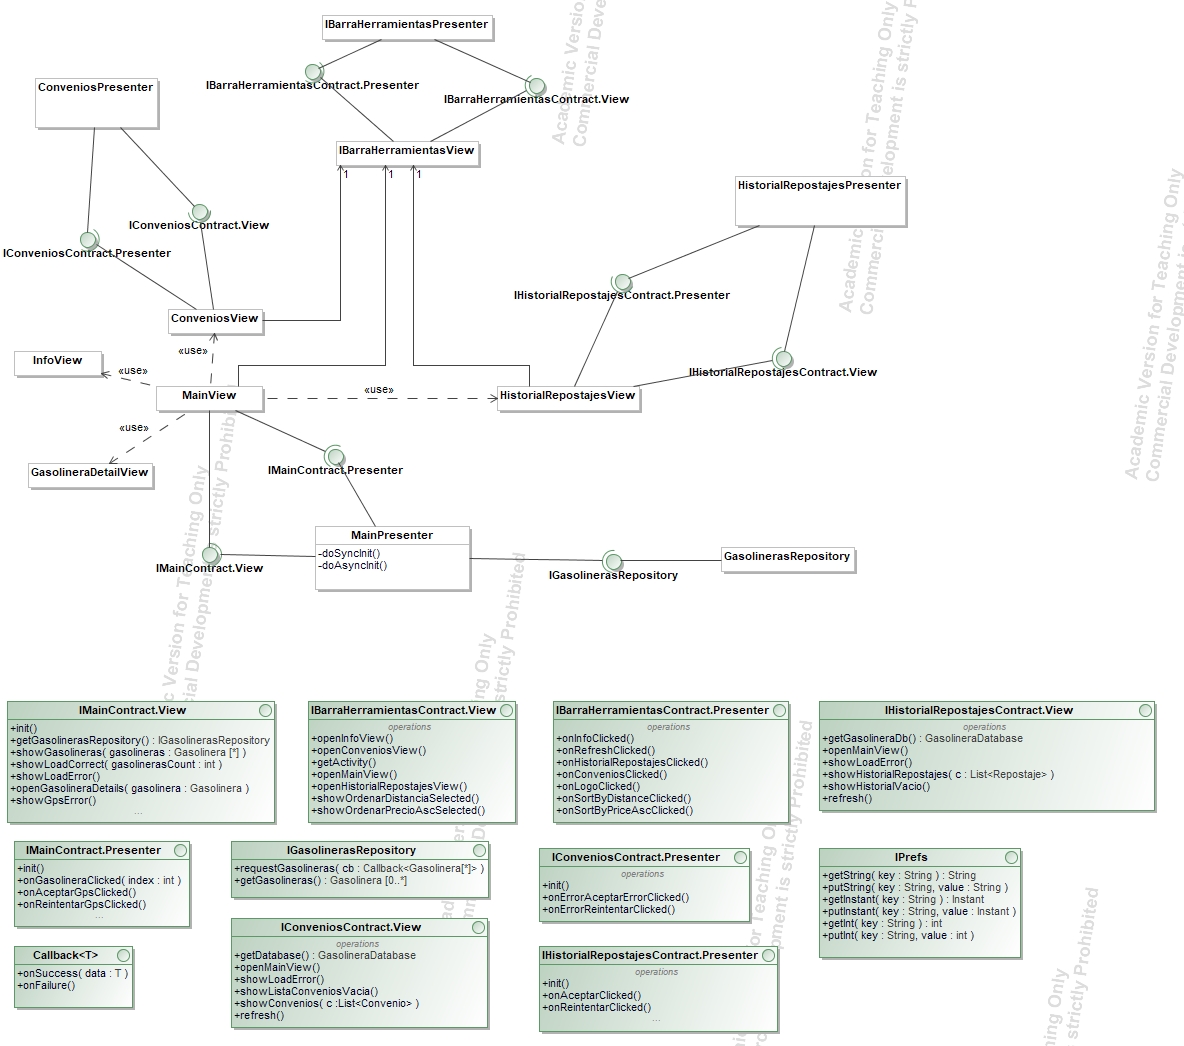 IBarraHerramientasPresenter
IBarraHerramientasContract.Presenter
IBarraHerramientasContract.View
ConveniosPresenter
IBarraHerramientasView
1
1
1
HistorialRepostajesPresenter
IConveniosContract.View
IConveniosContract.Presenter
IHistorialRepostajesContract.Presenter
ConveniosView
«use»
InfoView
«use»
IHistorialRepostajesContract.View
MainView
«use»
HistorialRepostajesView
«use»
GasolineraDetailView
IMainContract.Presenter
MainPresenter
-doSyncInit()
-doAsyncInit()
IMainContract.View
IGasolinerasRepository
GasolinerasRepository
IMainContract.View
+init()
+getGasolinerasRepository() : IGasolinerasRepository
+showGasolineras( gasolineras : Gasolinera [*] )
+showLoadCorrect( gasolinerasCount : int )
+showLoadError()
+openGasolineraDetails( gasolinera : Gasolinera )
+showGpsError()
...
IBarraHerramientasContract.View
operations
+openInfoView()
+openConveniosView()
+getActivity()
+openMainView()
+openHistorialRepostajesView()
+showOrdenarDistanciaSelected()
+showOrdenarPrecioAscSelected()
IBarraHerramientasContract.Presenter
operations
+onInfoClicked()
+onRefreshClicked()
+onHistorialRepostajesClicked()
+onConveniosClicked()
+onLogoClicked()
+onSortByDistanceClicked()
+onSortByPriceAscClicked()
IHistorialRepostajesContract.View
operations
+getGasolineraDb() : GasolineraDatabase
+openMainView()
+showLoadError()
+showHistorialRepostajes( c : List<Repostaje> )
+showHistorialVacio()
+refresh()
IMainContract.Presenter
+init()
+onGasolineraClicked( index : int )
+onAceptarGpsClicked()
+onReintentarGpsClicked()
...
IGasolinerasRepository
+requestGasolineras( cb : Callback<Gasolinera[*]> )
+getGasolineras() : Gasolinera [0..*]
IConveniosContract.Presenter
operations
+init()
+onErrorAceptarErrorClicked()
+onErrorReintentarClicked()
IPrefs
+getString( key : String ) : String
+putString( key : String, value : String )
+getInstant( key : String ) : Instant
+putInstant( key : String, value : Instant )
+getInt( key : String ) : int
+putInt( key : String, value : int )
IConveniosContract.View
operations
+getDatabase() : GasolineraDatabase
+openMainView()
+showLoadError()
+showListaConveniosVacia()
+showConvenios( c :List<Convenio> )
+refresh()
Callback<T>
+onSuccess( data : T )
+onFailure()
IHistorialRepostajesContract.Presenter
operations
+init()
+onAceptarClicked()
+onReintentarClicked()
...
Academic Version for Teaching Only
Commercial Development is strictly Prohibited